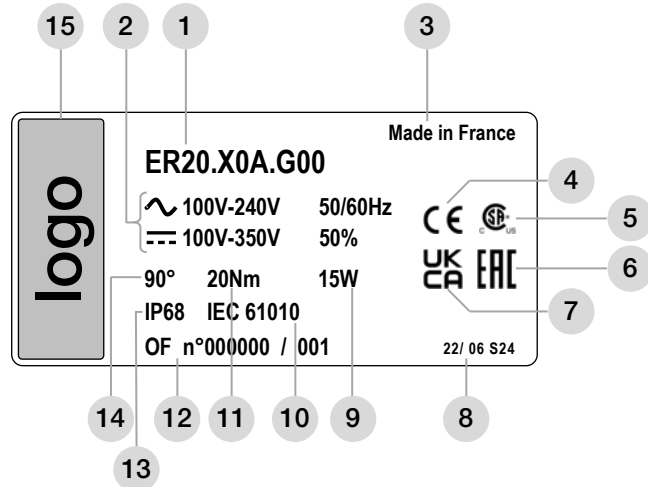 15 2 1 3
Made in France
ER20.X0A.G00
100V-240V 50/60Hz
100V-350V 50%
logo
4
CE
C SA US
5
UK
CA
EAC
6
7
90° 20Nm 15W
IP68 IEC 61010
OF n°000000 / 001
22/ 06 S24
14 12 11 10 9 8
13